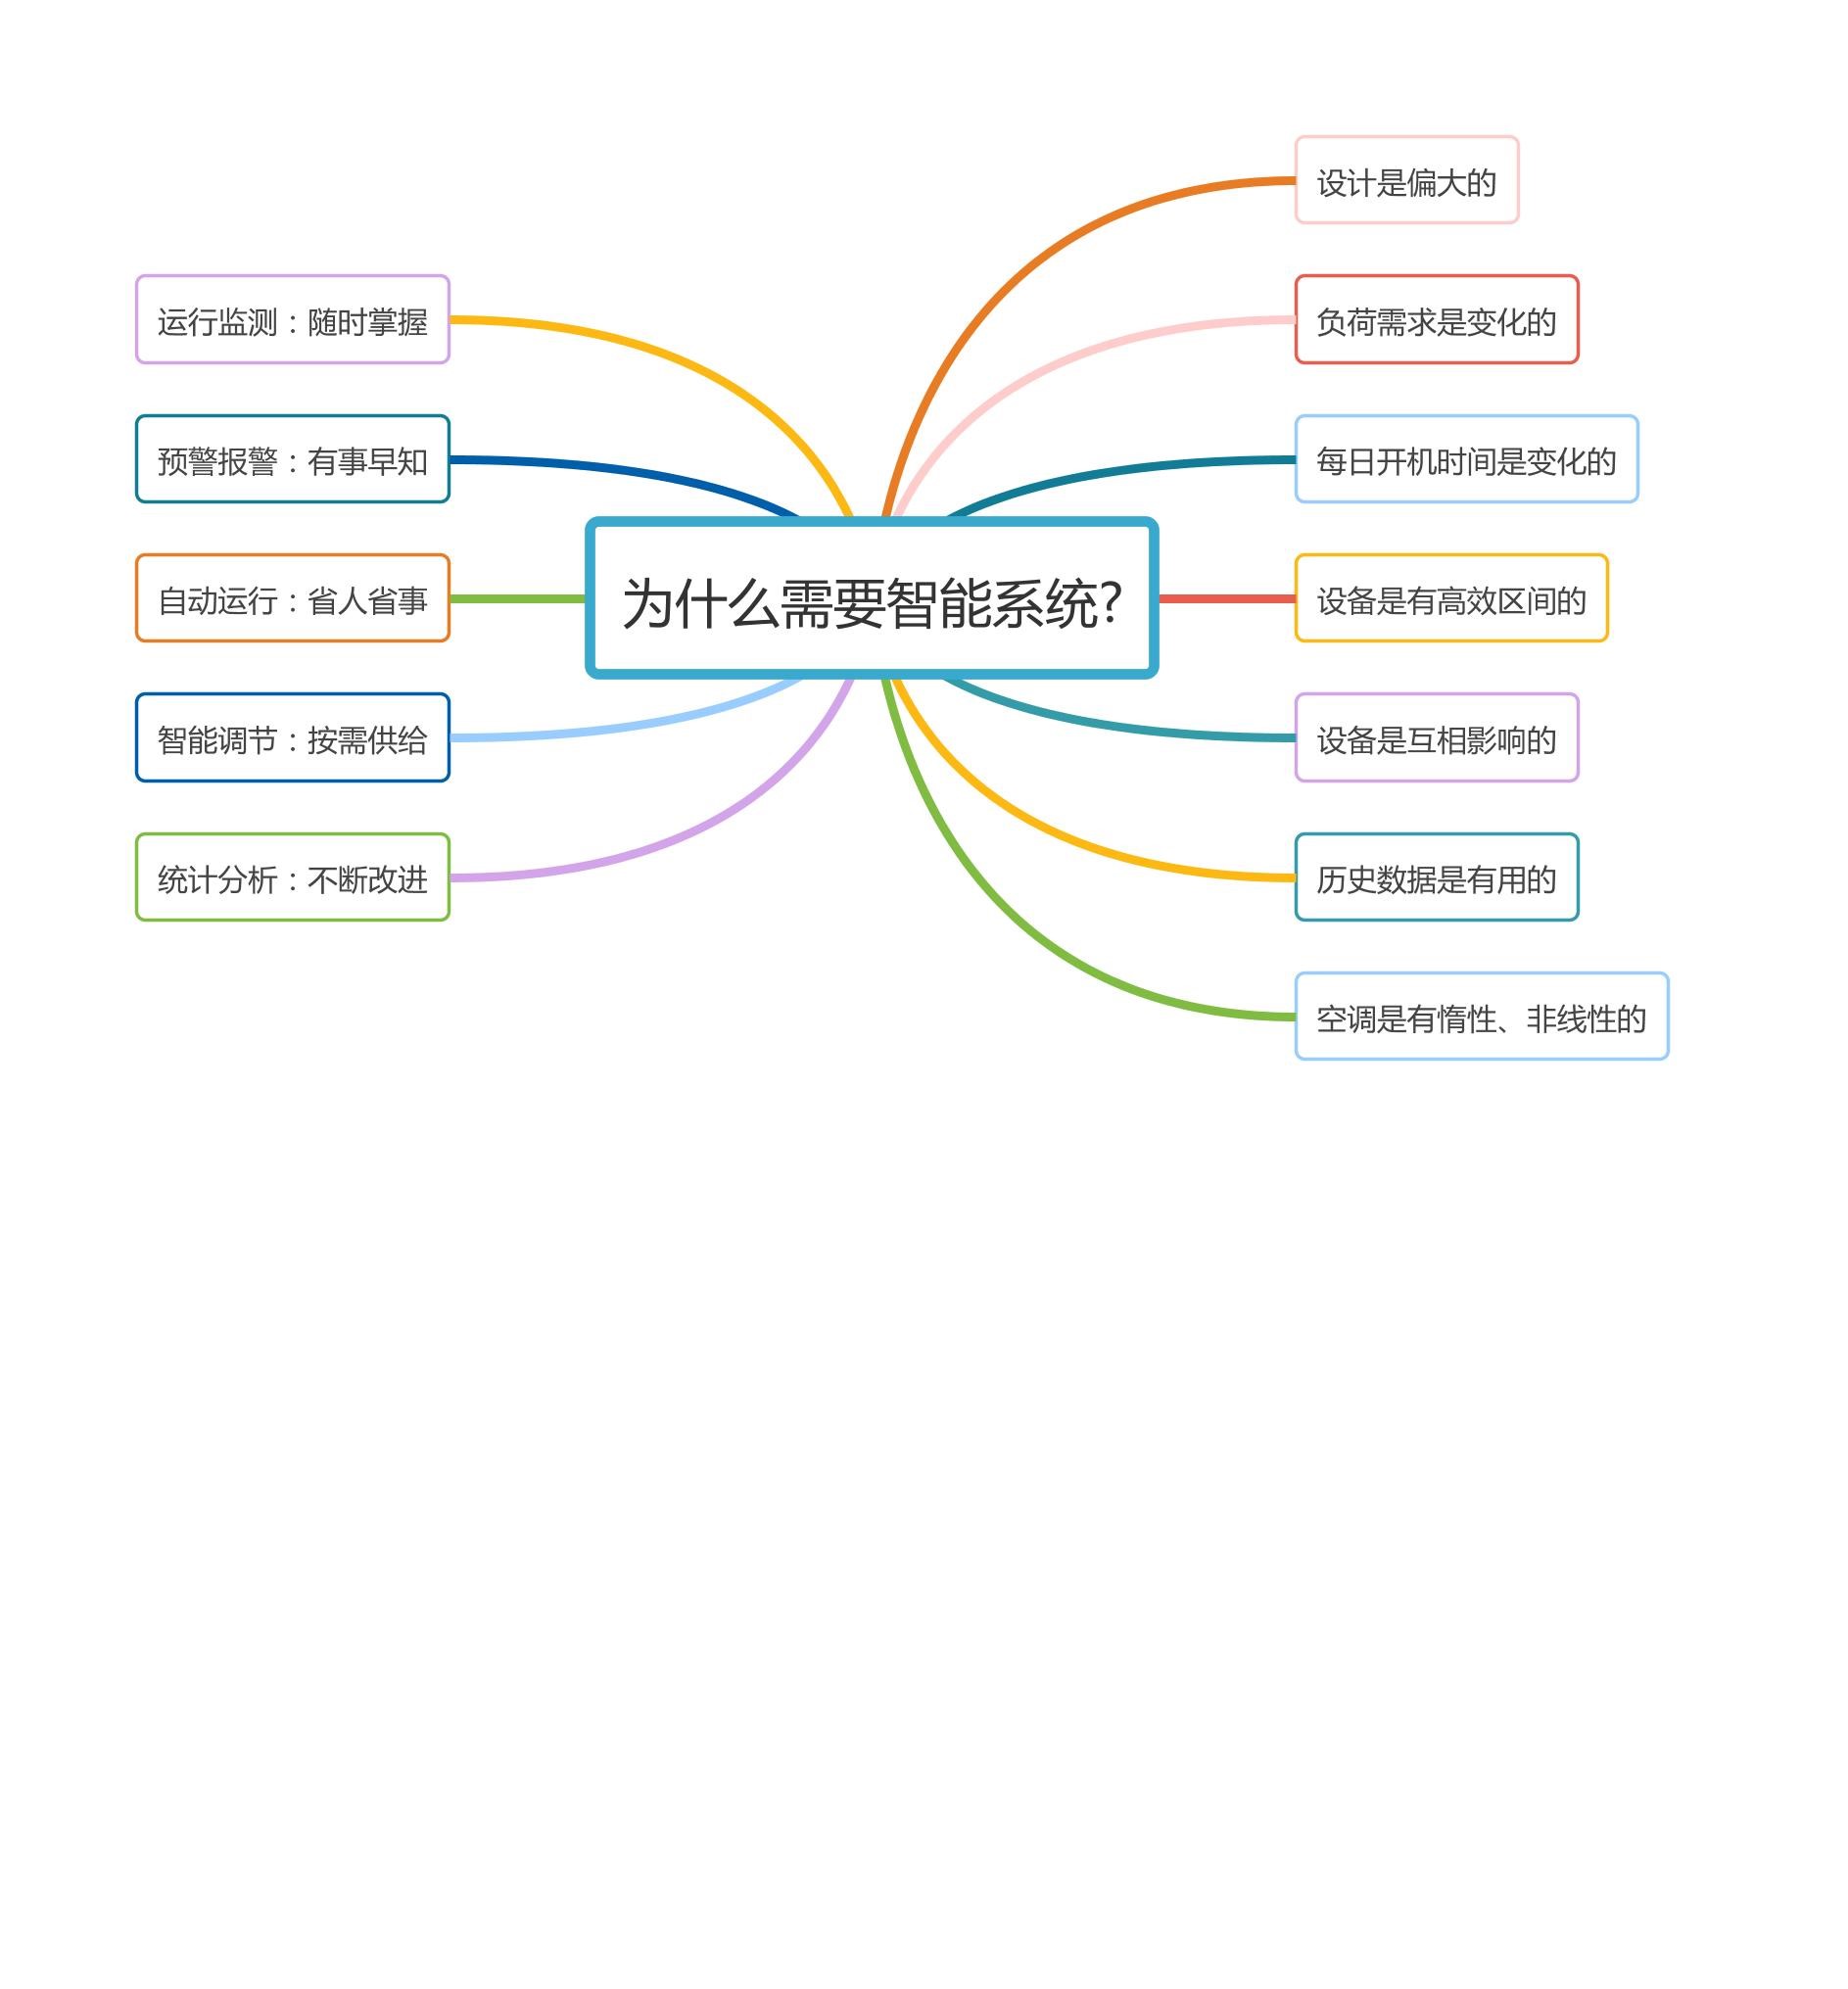 为什么需要智能系统?
设计是偏大的
负荷需求是变化的
每日开机时间是变化的
设备是有高效区间的
设备是互相影响的
历史数据是有用的
空调是有惰性、非线性的
运行监测：随时掌握
预警报警：有事早知
自动运行：省人省事
智能调节：按需供给
统计分析：不断改进